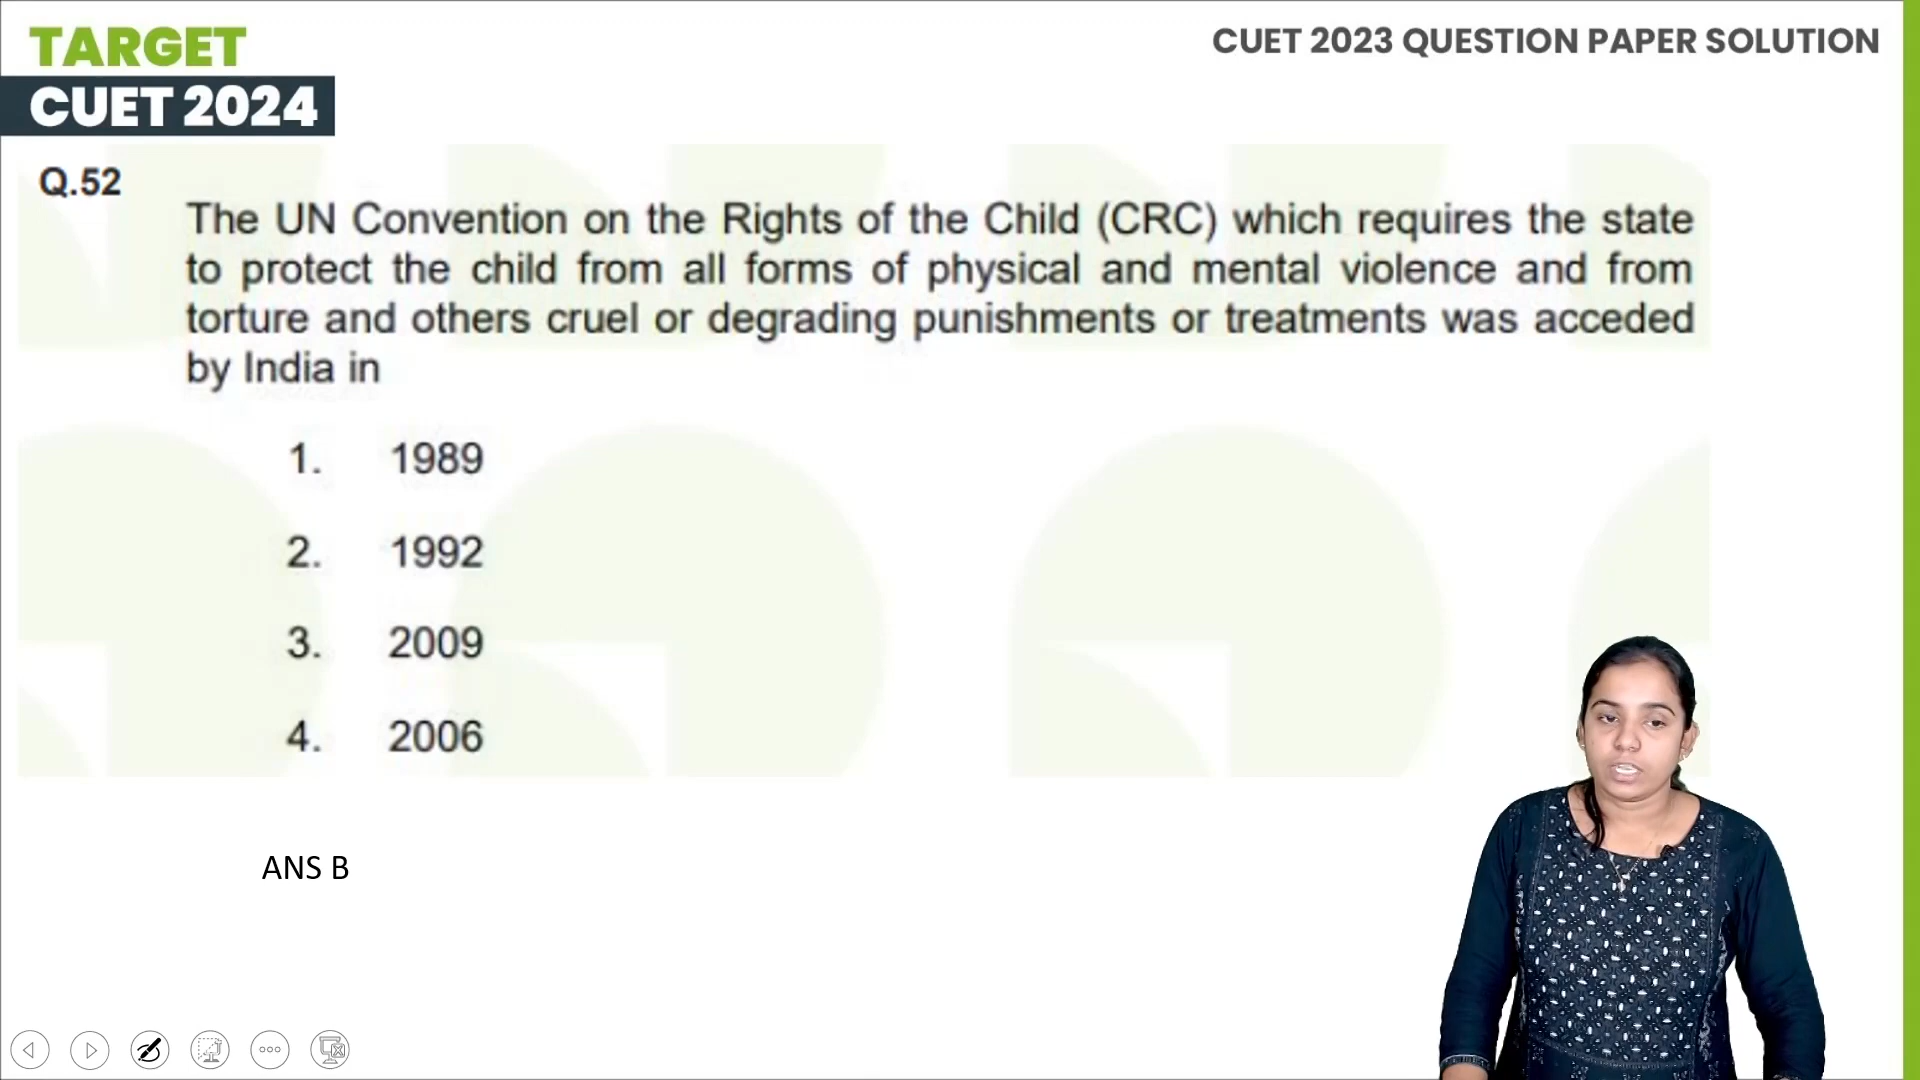 TARGET
CUET 2024
CUET 2023 QUESTION PAPER SOLUTION
Q.52
The UN Convention on the Rights of the Child (CRC) which requires the state
to protect the child from all forms of physical and mental violence and from
torture and others cruel or degrading punishments or treatments was acceded
by India in
1. 1989
2. 1992
3. 2009
4. 2006
ANS B